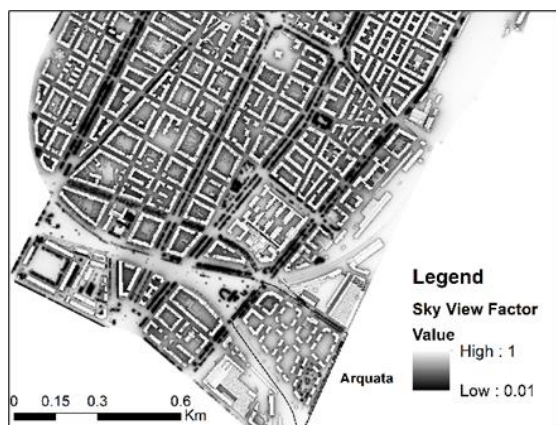 Legend
Sky View Factor
Value
High : 1
Low : 0.01
Arquata
0 0.15 0.3 0.6
Km